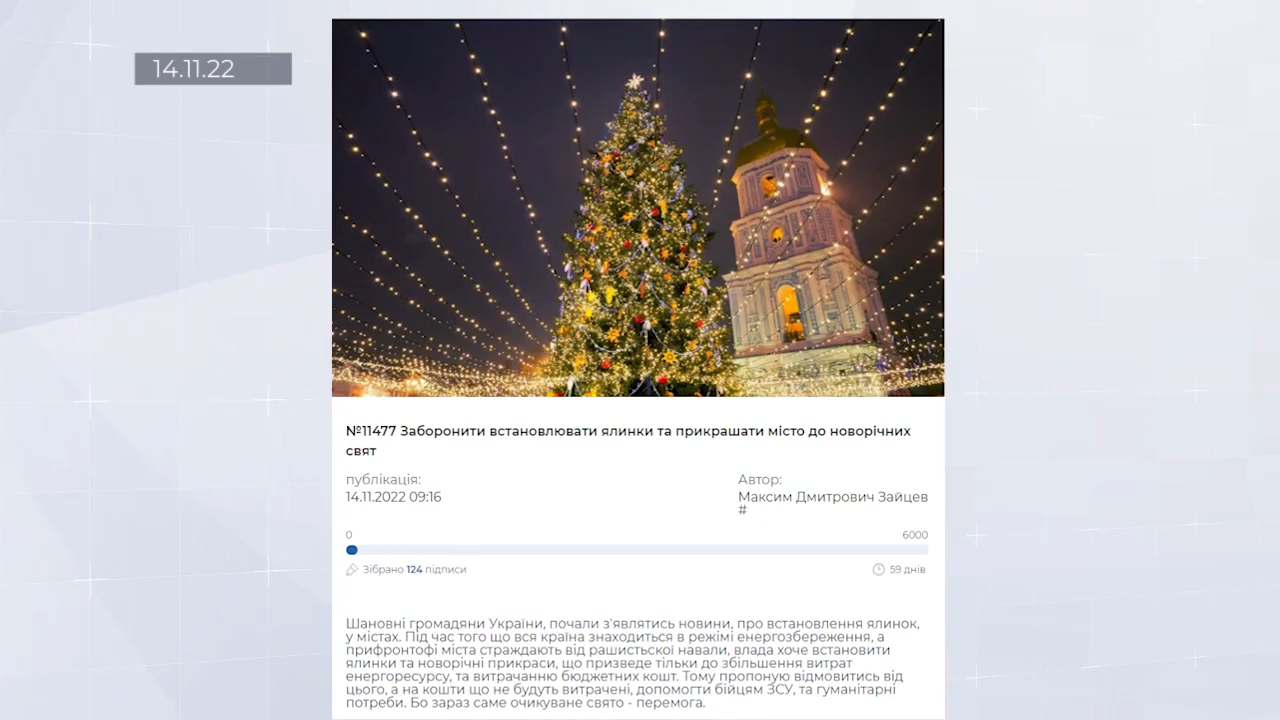 14.11.22
№11477 Заборонити встановлювати ялинки та прикрашати місто до новорічних
свят
публікація:
14.11.2022 09:16
Автор:
Максим Дмитрович Зайцев
#
0
6000
Зібрано 124 підписи
59 днів
Шановні громадяни України, почали з'являтись новини, про встановлення ялинок,
у містах. Під час того що вся країна знаходиться в режимі енергозбереження, а
прифронтофі міста страждають від рашистьскої навали, влада хоче встановити
ялинки та новорічні прикраси, що призведе тільки до збільшення витрат
енергоресурсу, та витрачанню бюджетних кошт. Тому пропоную відмовитись від
цього, а на кошти що не будуть витрачені, допомогти бійцям ЗСУ, та гуманітарні
потреби. Бо зараз саме очикуване свято - перемога.